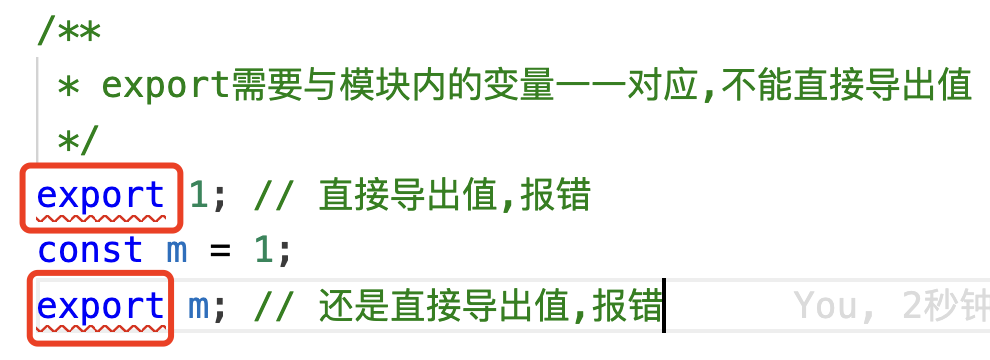 /**
* export需要与模块内的变量一一对应,不能直接导出值
*/
export 1; // 直接导出值,报错
const m = 1;
export m; // 还是直接导出值,报错 You, 2秒钟